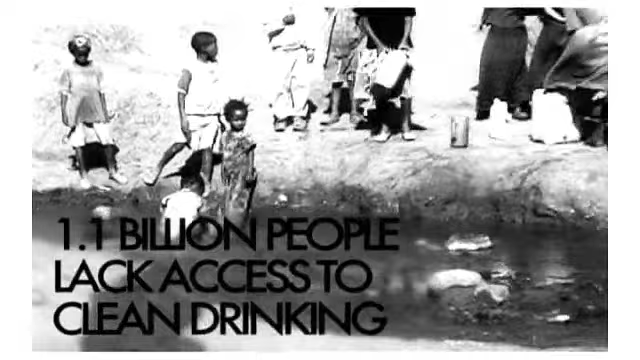 1.1 BILLION PEOPLE
LACK ACCESS TO
CLEAN DRINKING